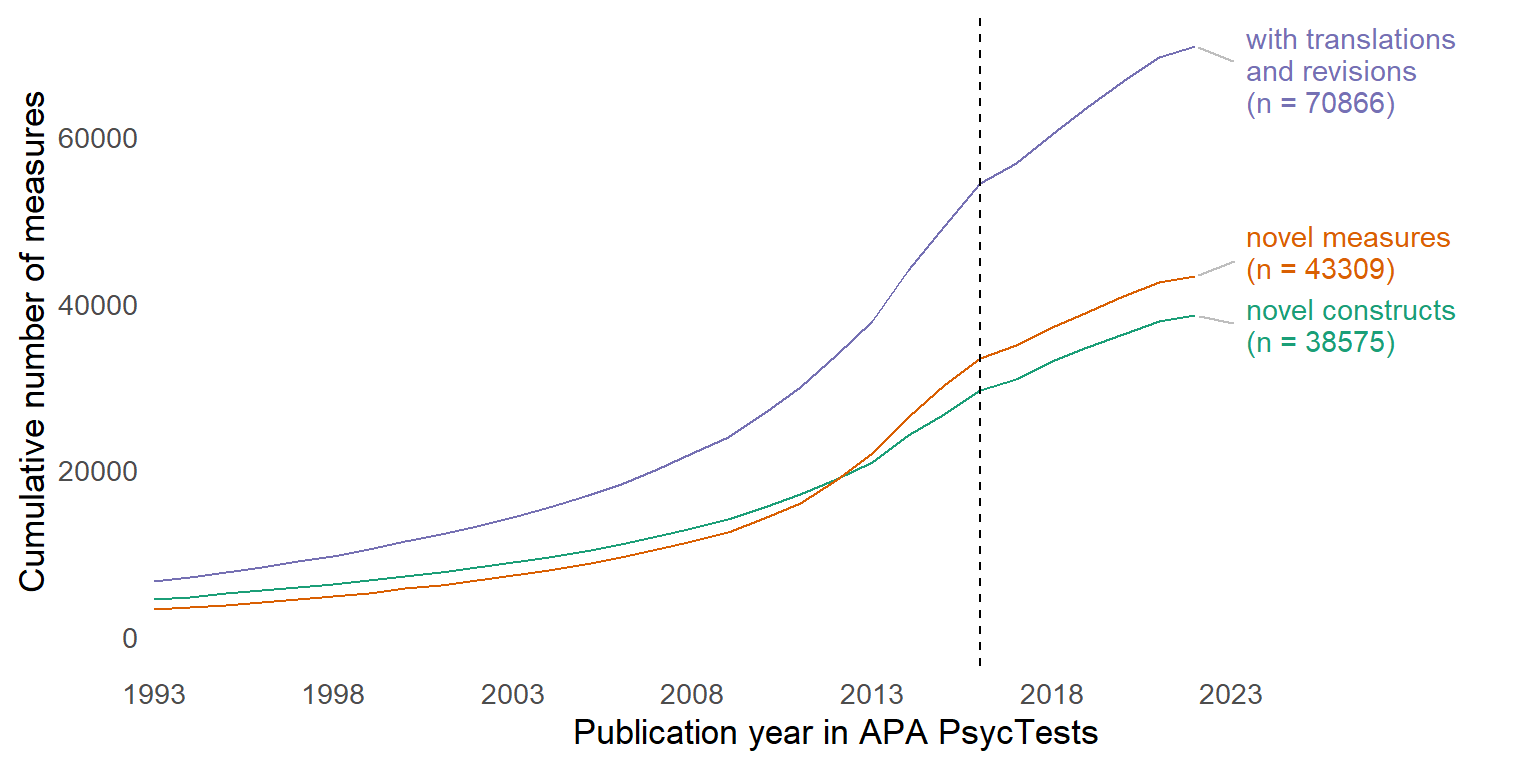 with translations
and revisions
(n = 70866)
novel measures
(n = 43309)
novel constructs
(n = 38575)
Cumulative number of measures
60000
40000
20000
0
1993 1998 2003 2008 2013 2018 2023
Publication year in APA PsycTests